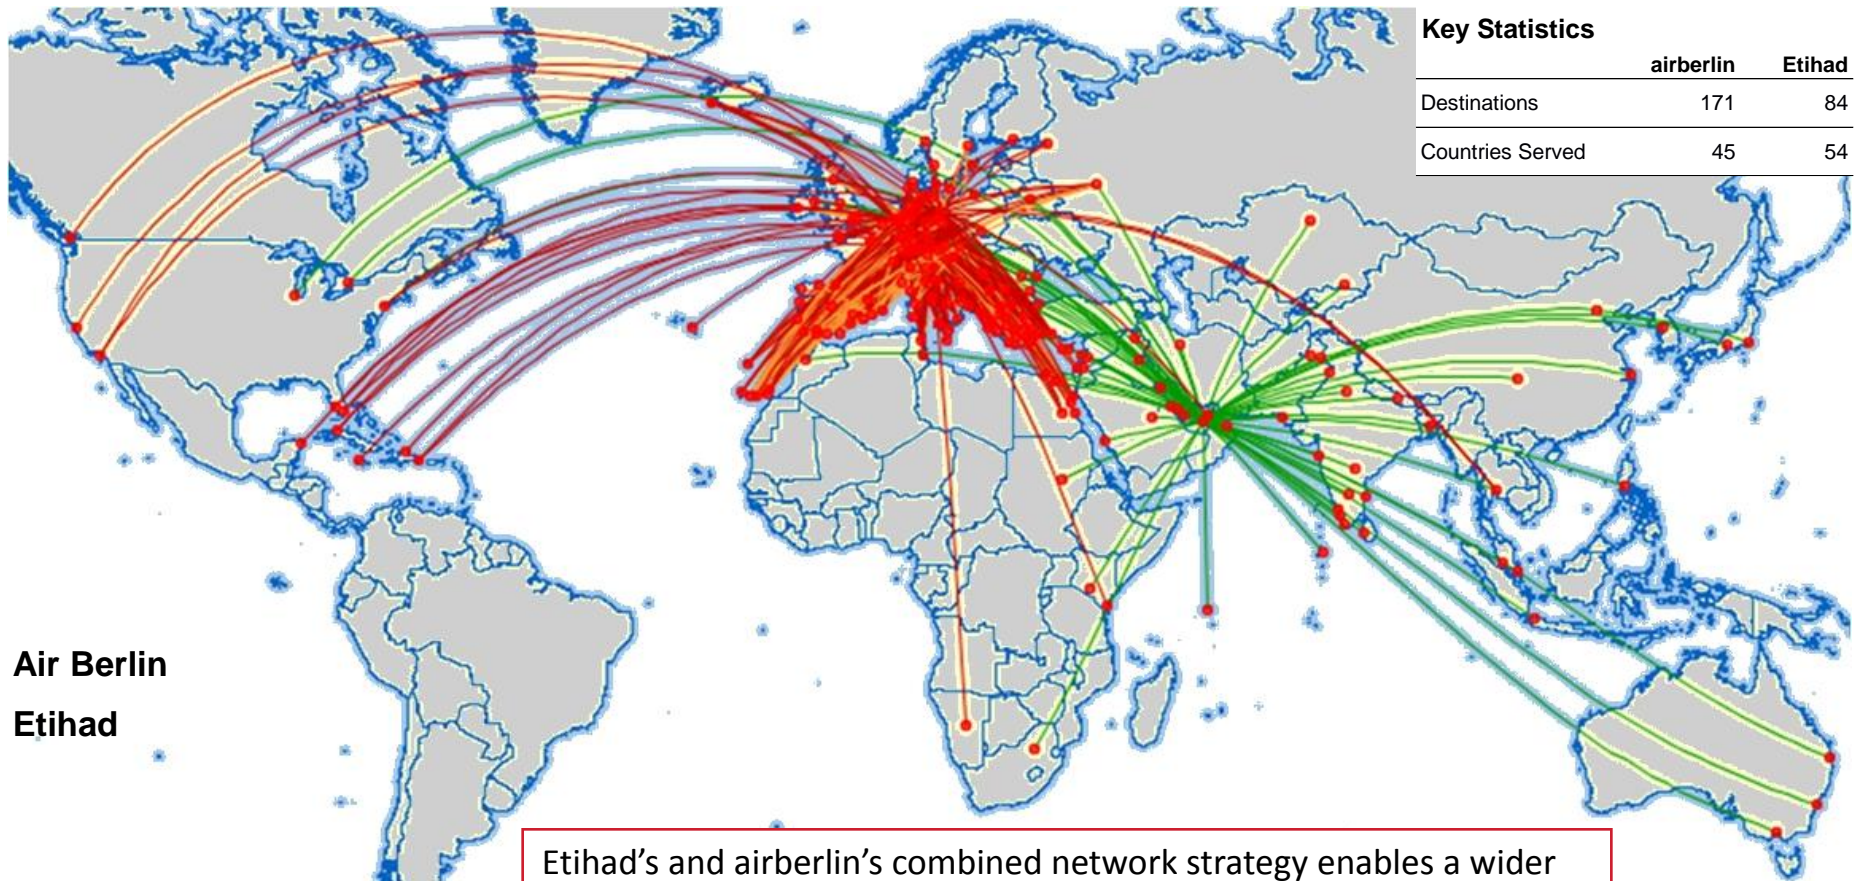 Key Statistics
airberlin Etihad
Destinations 171 84
Countries Served 45 54
Air Berlin
Etihad
Etihad’s and airberlin’s combined network strategy enables a wider